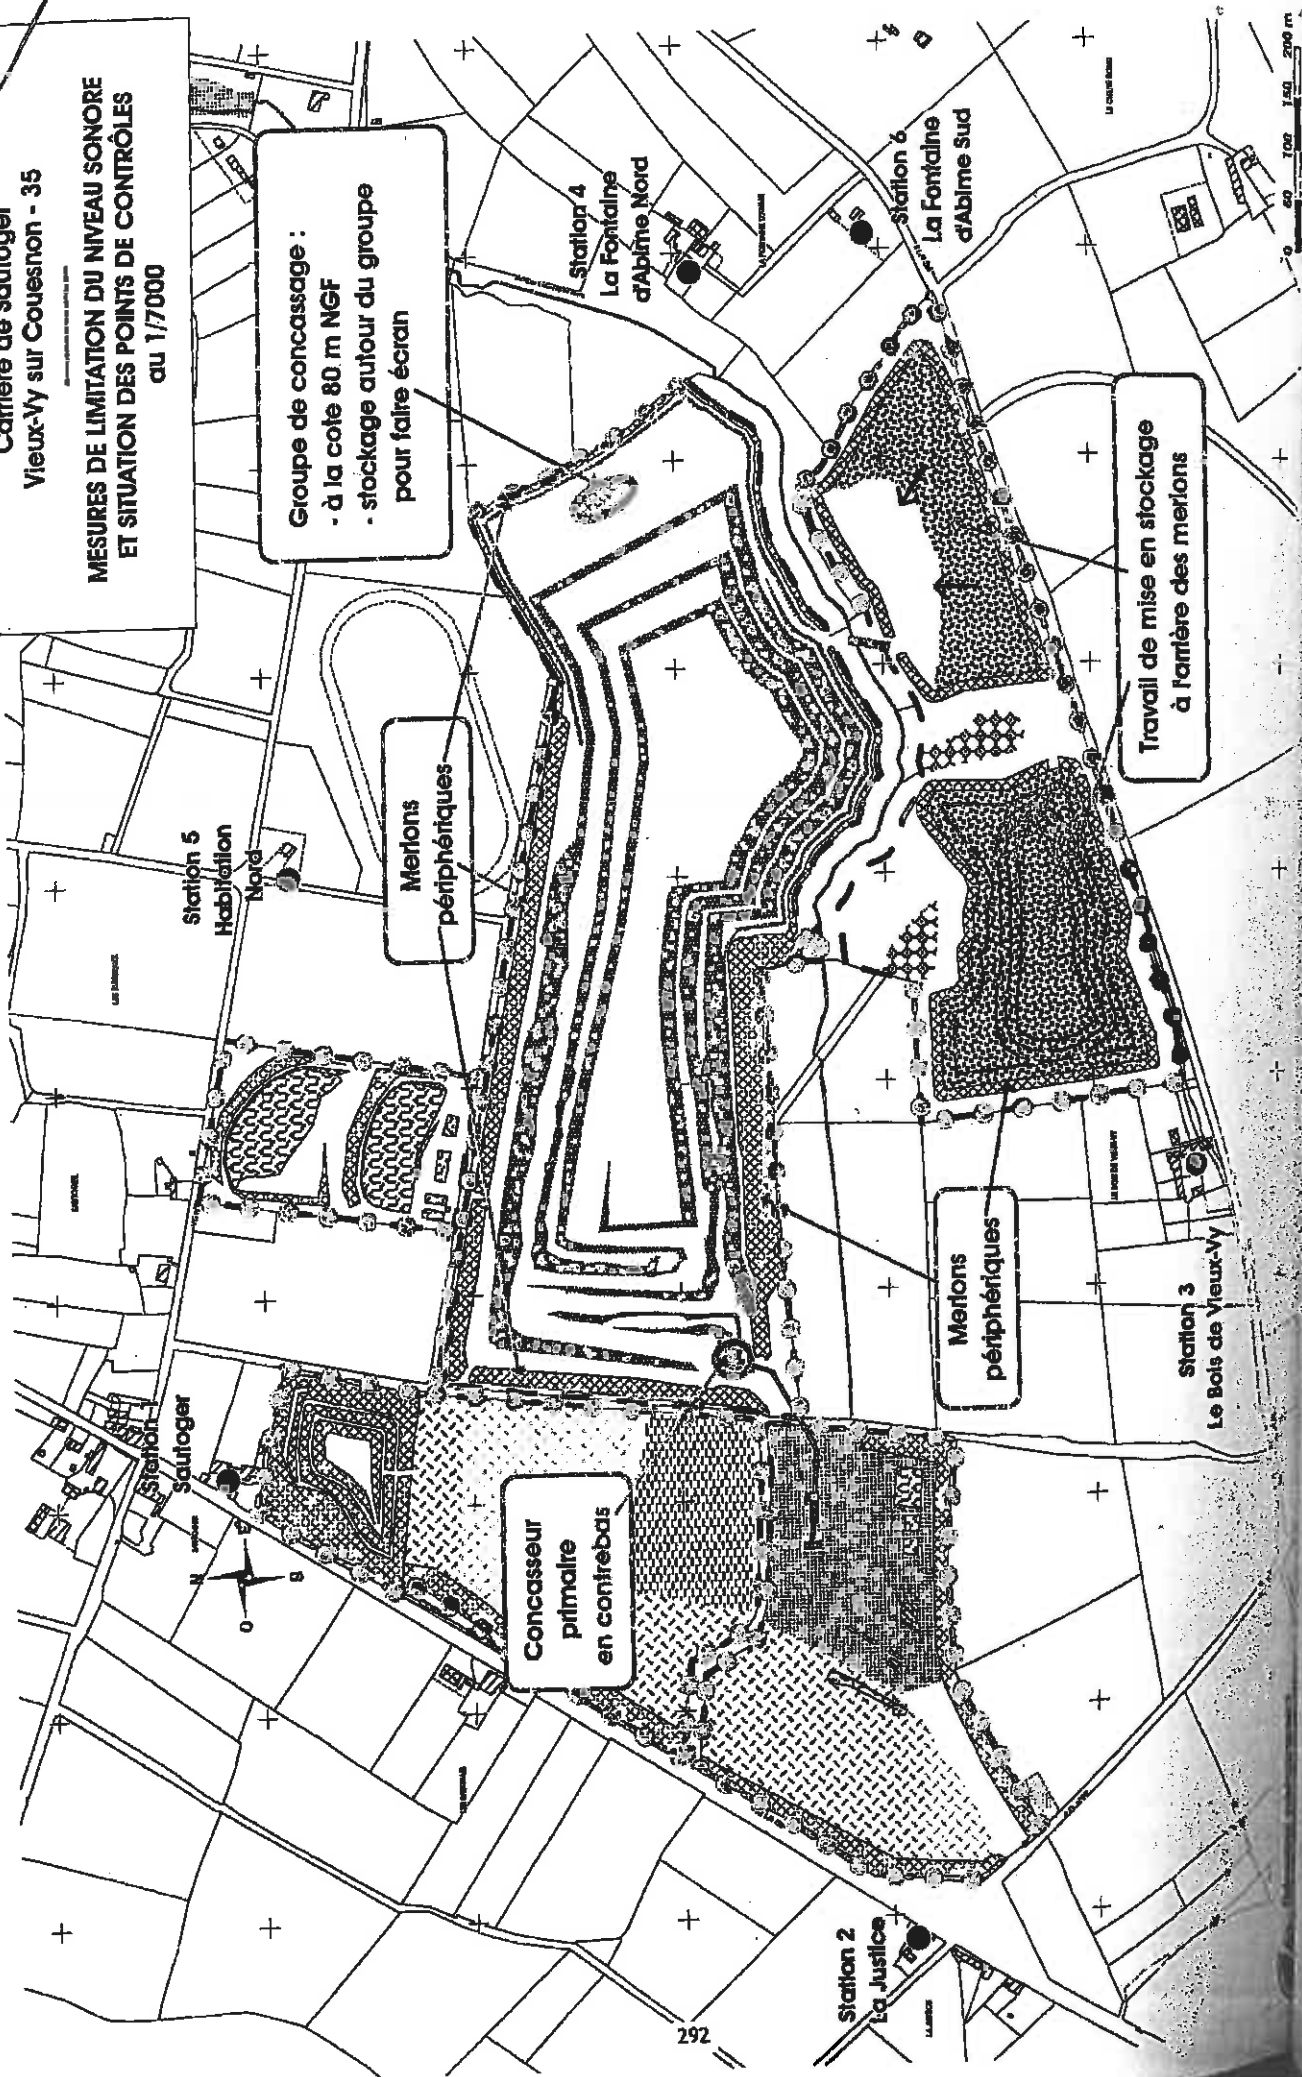 Carrière de Sautoger
Vieux-Vy sur Couesnon - 35
MESURES DE LIMITATION DU NIVEAU SONORE
ET SITUATION DES POINTS DE CONTRÔLES
au 1/7000
Groupe de concassage :
- à la cote 80 m NGF
- stockage autour du groupe
pour faire écran
Station 4
La Fontaine
d'Abîme Nord
Station 6
La Fontaine
d'Abîme Sud
Station 5
Habitation
Nord
Merlons
périphériques
Travail de mise en stockage
à l'arrière des merlons
Station 1
Sautoger
N
E
S
O
Concasseur
primaire
en contrebas
Merlons
périphériques
Station 3
Le Bois de Vieux-Vy
Station 2
La Justice
LA JUSTICE
0 50 100 150 200 m
292